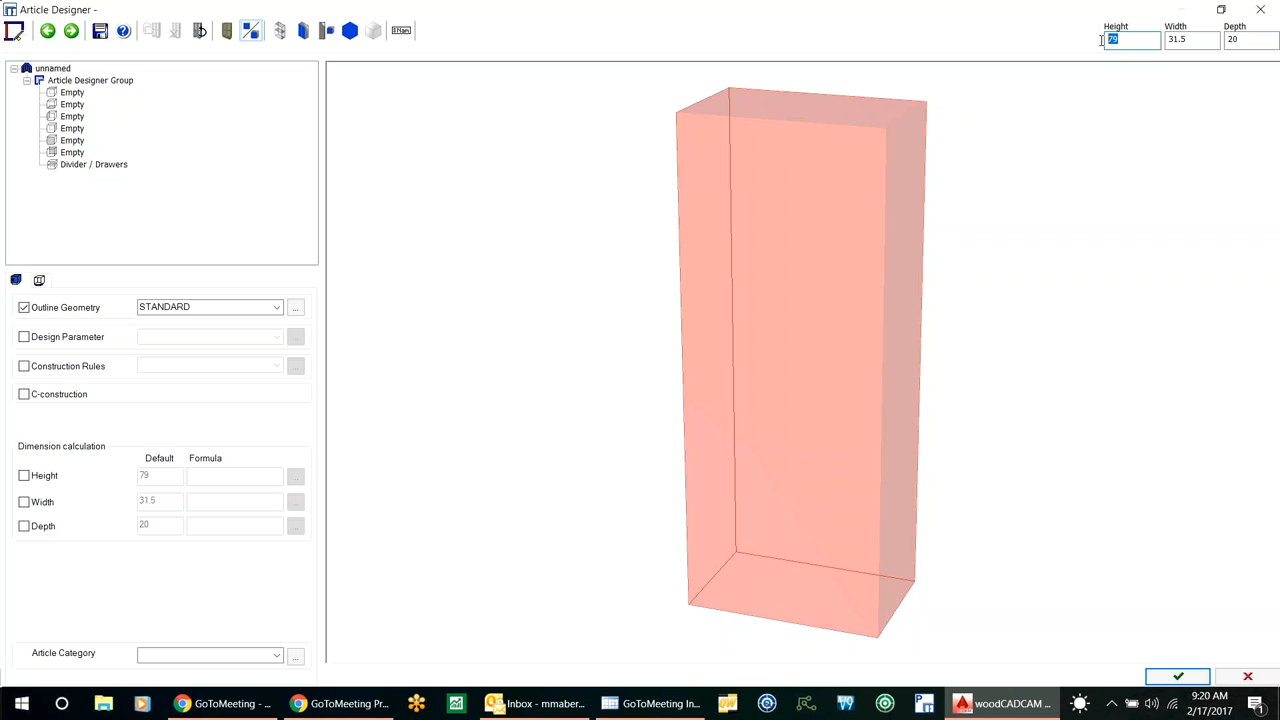 Article Designer -
Height
Width
Depth
79
31.5
20
unnamed
Article Designer Group
Empty
Empty
Empty
Empty
Empty
Empty
Divider / Drawers
Outline Geometry
STANDARD
...
Design Parameter
...
Construction Rules
...
C-construction
Dimension calculation
Default
Formula
Height
79
...
Width
31.5
...
Depth
20
...
Article Category
...
GoToMeeting - ...
GoToMeeting Pr...
Inbox - mmaber...
GoToMeeting In...
woodCADCAM ...
9:20 AM
2/17/2017